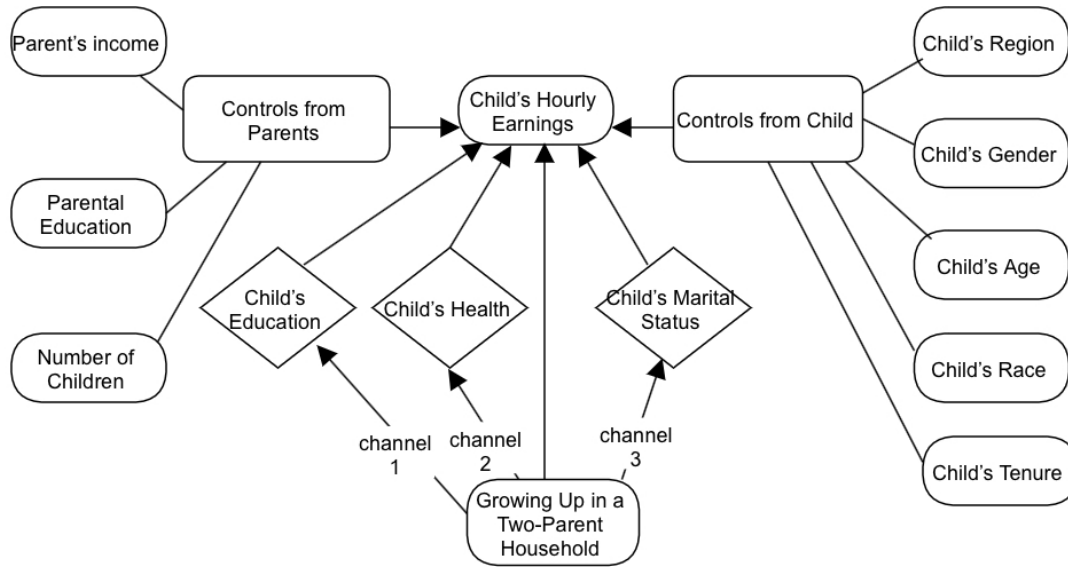 Parent's income
Controls from
Parents
Child's Hourly
Earnings
Controls from Child
Child's Region
Child's Gender
Parental
Education
Child's Age
Child's
Education
Child's Health
Child's Marital
Status
Number of
Children
Child's Race
channel
1
channel
2
channel
3
Child's Tenure
Growing Up in a
Two-Parent
Household